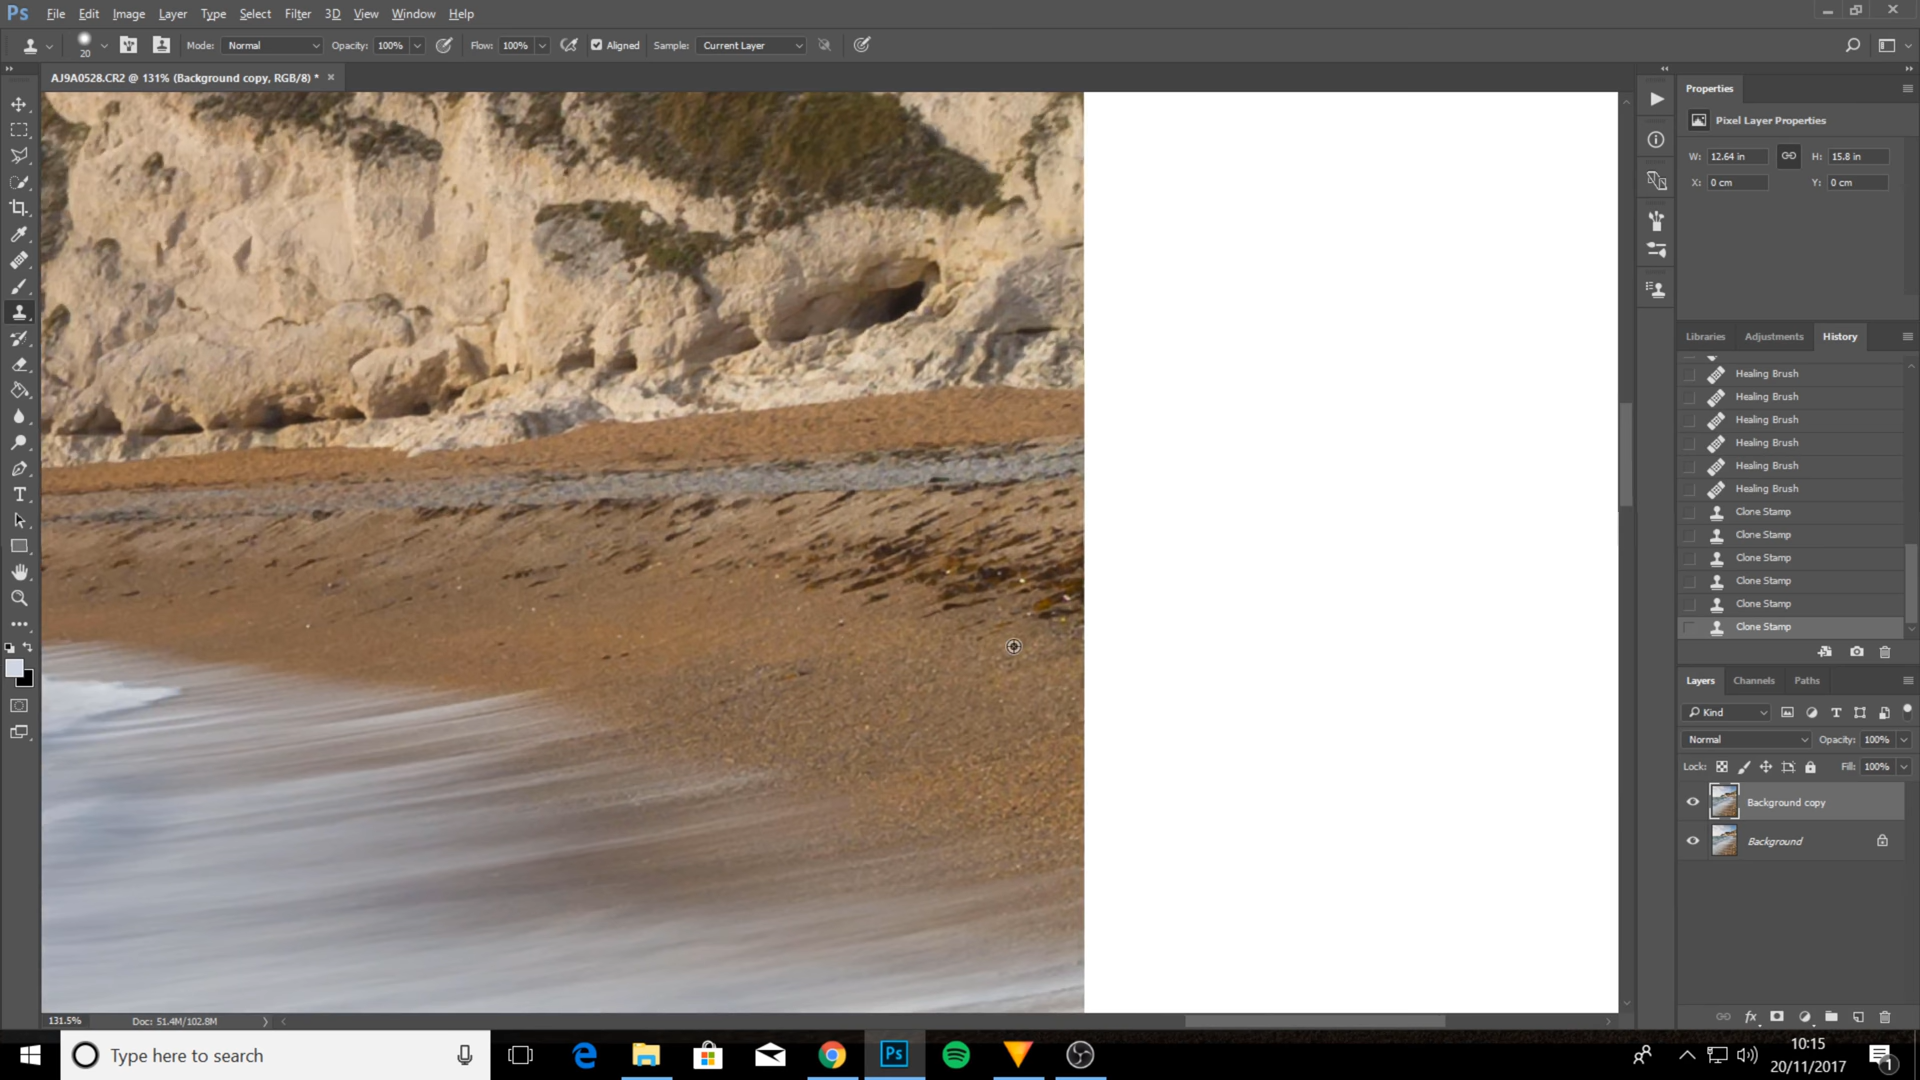 Ps File Edit Image Layer Type Select Filter 3D View Window Help
20 Mode: Normal Opacity: 100% Flow: 100% Aligned Sample: Current Layer
AJ9A0528.CR2 @ 131% (Background copy, RGB/8) * ×
Properties
Pixel Layer Properties
W: 12.64 in H: 15.8 in
X: 0 cm Y: 0 cm
Libraries Adjustments History
Healing Brush
Healing Brush
Healing Brush
Healing Brush
Healing Brush
Healing Brush
Clone Stamp
Clone Stamp
Clone Stamp
Clone Stamp
Clone Stamp
Clone Stamp
Layers Channels Paths
Kind
Normal Opacity: 100%
Lock: Fill: 100%
Background copy
Background
131.5% Doc: 51.4M/102.8M
Type here to search
Ps
10:15
20/11/2017
1